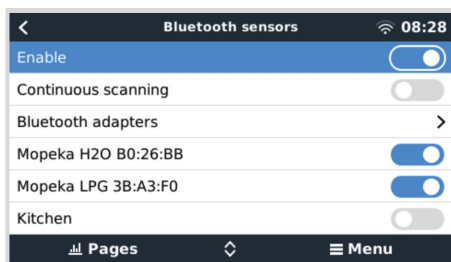 Bluetooth sensors 08:28
Enable
Continuous scanning
Bluetooth adapters
Mopeka H2O B0:26:BB
Mopeka LPG 3B:A3:F0
Kitchen
Pages Menu